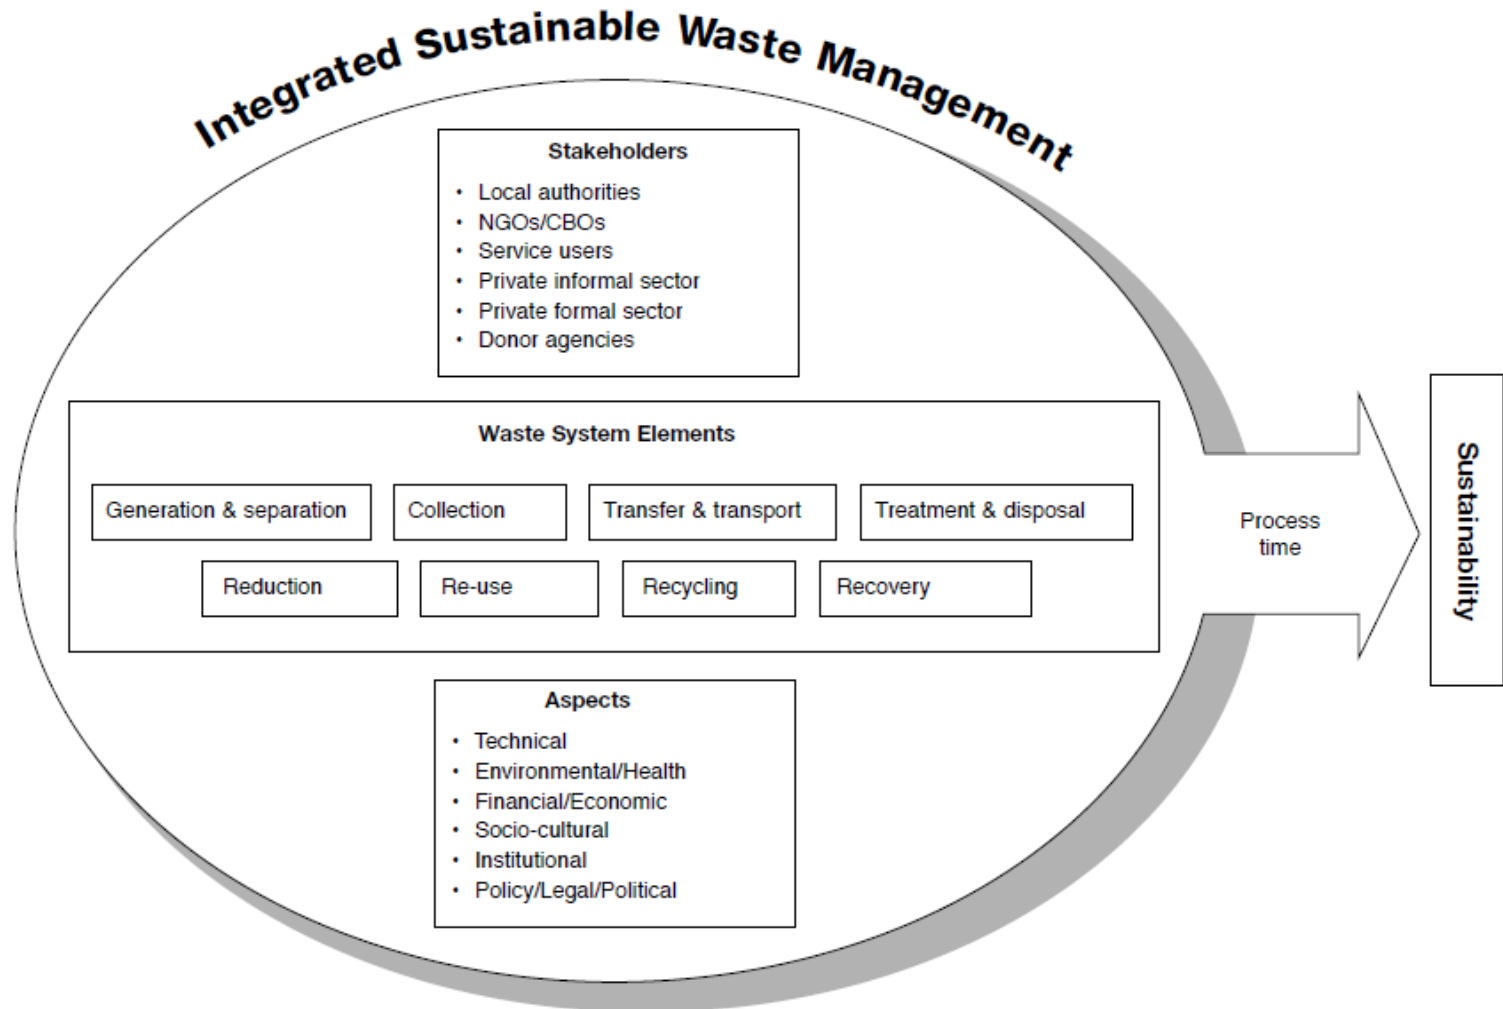 Integrated Sustainable Waste Management
Stakeholders
• Local authorities
• NGOs/CBOs
• Service users
• Private informal sector
• Private formal sector
• Donor agencies
Waste System Elements
Generation & separation
Collection
Transfer & transport
Treatment & disposal
Reduction
Re-use
Recycling
Recovery
Aspects
• Technical
• Environmental/Health
• Financial/Economic
• Socio-cultural
• Institutional
• Policy/Legal/Political
Process
time
Sustainability